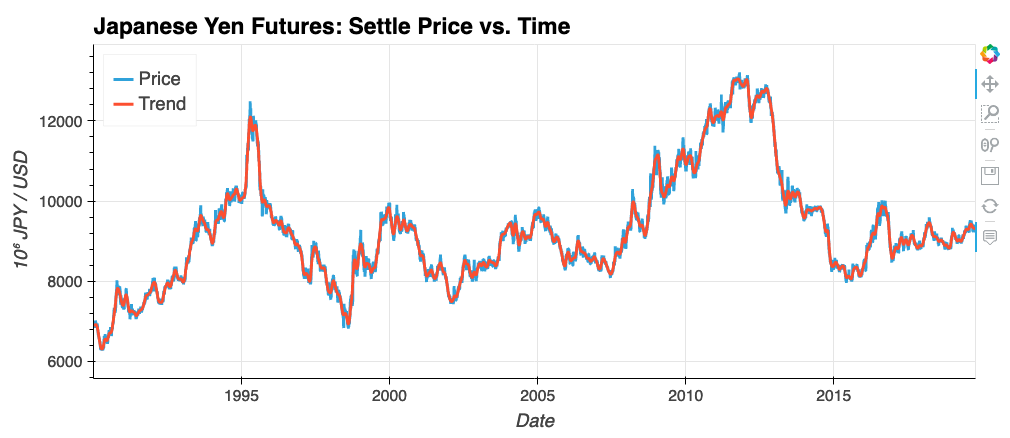 Japanese Yen Futures: Settle Price vs. Time
Price
Trend
12000
10000
8000
6000
10⁶ JPY / USD
1995
2000
2005
2010
2015
Date